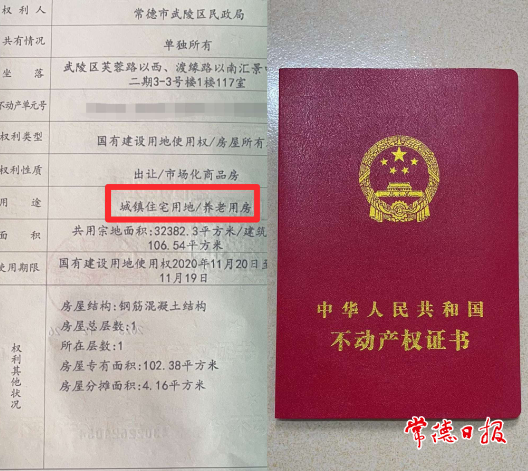 权利人 常德市武陵区民政局
共有情况 单独所有
坐落 武陵区芙蓉路以西、渡缘路以南汇景
二期3-3号楼1楼117室
不动产单元号
权利类型 国有建设用地使用权/房屋所有
权利性质 出让/市场化商品房
用途 城镇住宅用地/养老用房
面积 共用宗地面积:32382.3平方米/建筑
106.54平方米
使用期限 国有建设用地使用权2020年11月20日至
11月19日
权利其他状况
房屋结构:钢筋混凝土结构
房屋总层数:1
所在层数:1
房屋专有面积:102.38平方米
房屋分摊面积:4.16平方米
中华人民共和国
不动产权证书
常德日报